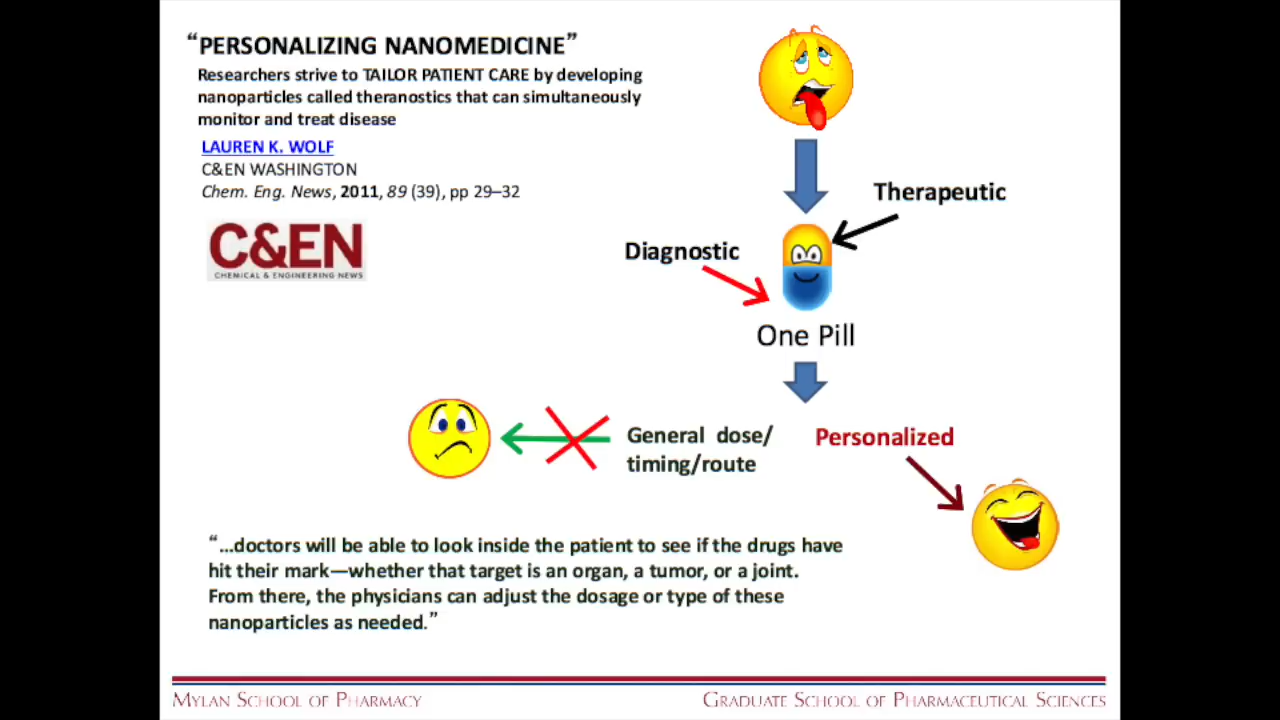 “PERSONALIZING NANOMEDICINE”
Researchers strive to TAILOR PATIENT CARE by developing
nanoparticles called theranostics that can simultaneously
monitor and treat disease
LAUREN K. WOLF
C&EN WASHINGTON
Chem. Eng. News, 2011, 89 (39), pp 29–32
C&EN
CHEMICAL & ENGINEERING NEWS
Therapeutic
Diagnostic
One Pill
General dose/
timing/route
Personalized
“…doctors will be able to look inside the patient to see if the drugs have
hit their mark—whether that target is an organ, a tumor, or a joint.
From there, the physicians can adjust the dosage or type of these
nanoparticles as needed.”
MYLAN SCHOOL OF PHARMACY
GRADUATE SCHOOL OF PHARMACEUTICAL SCIENCES